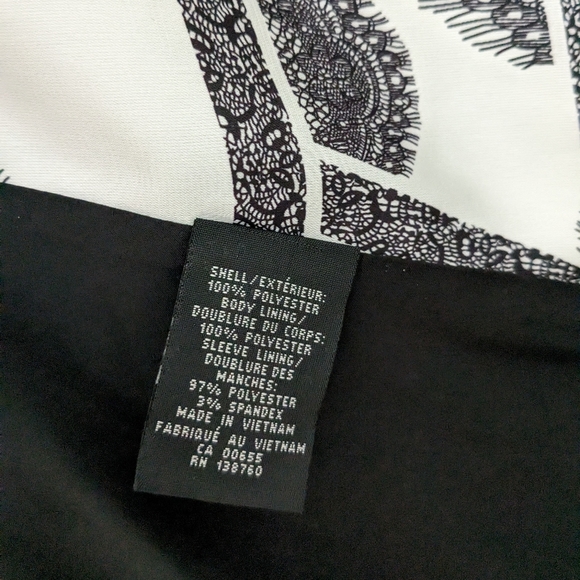 SHELL/EXTÉRIEUR:
100% POLYESTER
BODY LINING/
DOUBLURE DU CORPS:
100% POLYESTER
SLEEVE LINING/
DOUBLURE DES
MANCHES:
97% POLYESTER
3% SPANDEX
MADE IN VIETNAM
FABRIQUÉ AU VIETNAM
CA 00655
RN 138760